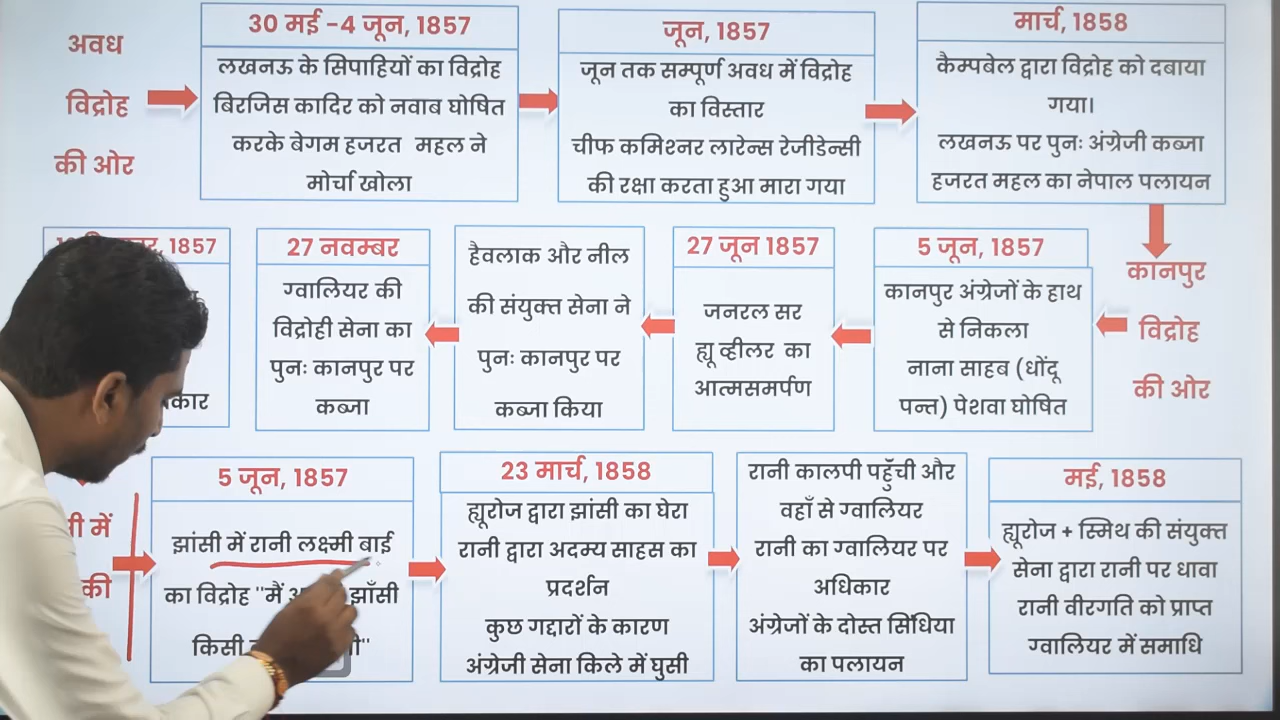 अवध
विद्रोह
की ओर
30 मई -4 जून, 1857
लखनऊ के सिपाहियों का विद्रोह
बिरजिस कादिर को नवाब घोषित
करके बेगम हजरत महल ने
मोर्चा खोला
जून, 1857
जून तक सम्पूर्ण अवध में विद्रोह
का विस्तार
चीफ कमिश्नर लारेन्स रेजीडेन्सी
की रक्षा करता हुआ मारा गया
मार्च, 1858
कैम्पबेल द्वारा विद्रोह को दबाया
गया।
लखनऊ पर पुनः अंग्रेजी कब्जा
हजरत महल का नेपाल पलायन
कानपुर
विद्रोह
की ओर
5 जून, 1857
कानपुर अंग्रेजों के हाथ
से निकला
नाना साहब (धोंदू
पन्त) पेशवा घोषित
27 जून 1857
जनरल सर
ह्यू व्हीलर का
आत्मसमर्पण
हैवलाक और नील
की संयुक्त सेना ने
पुनः कानपुर पर
कब्जा किया
27 नवम्बर
ग्वालियर की
विद्रोही सेना का
पुनः कानपुर पर
कब्जा
1857
में
की
5 जून, 1857
झांसी में रानी लक्ष्मी बाई
का विद्रोह "मैं झाँसी
किसी
23 मार्च, 1858
ह्यूरोज द्वारा झांसी का घेरा
रानी द्वारा अदम्य साहस का
प्रदर्शन
कुछ गद्दारों के कारण
अंग्रेजी सेना किले में घुसी
रानी कालपी पहुँची और
वहाँ से ग्वालियर
रानी का ग्वालियर पर
अधिकार
अंग्रेजों के दोस्त सिंधिया
का पलायन
मई, 1858
ह्यूरोज + स्मिथ की संयुक्त
सेना द्वारा रानी पर धावा
रानी वीरगति को प्राप्त
ग्वालियर में समाधि